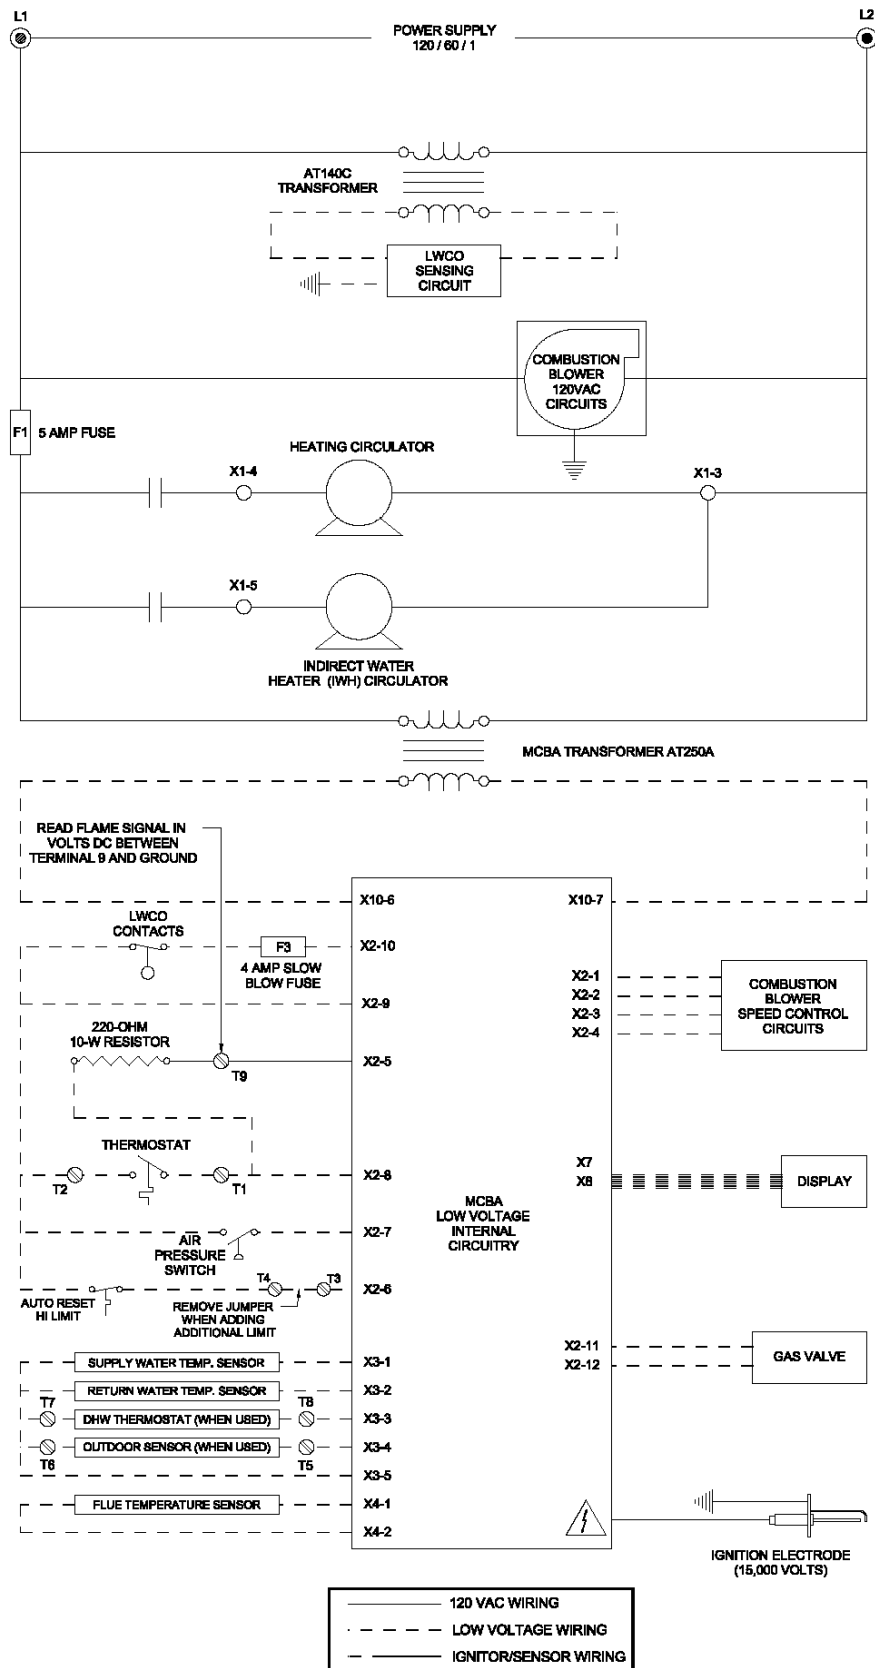 L1
L2
POWER SUPPLY
120 / 60 / 1
AT140C
TRANSFORMER
LWCO
SENSING
CIRCUIT
COMBUSTION
BLOWER
120VAC
CIRCUITS
F1
5 AMP FUSE
HEATING CIRCULATOR
X1-4
X1-3
X1-5
INDIRECT WATER
HEATER (IWH) CIRCULATOR
MCBA TRANSFORMER AT250A
READ FLAME SIGNAL IN
VOLTS DC BETWEEN
TERMINAL 9 AND GROUND
X10-6
X10-7
LWCO
CONTACTS
F3
X2-10
4 AMP SLOW
BLOW FUSE
X2-9
X2-1
X2-2
X2-3
X2-4
COMBUSTION
BLOWER
SPEED CONTROL
CIRCUITS
220-OHM
10-W RESISTOR
T9
X2-5
THERMOSTAT
T2
T1
X2-8
X7
X8
DISPLAY
MCBA
LOW VOLTAGE
INTERNAL
CIRCUITRY
AIR
PRESSURE
SWITCH
X2-7
T4
T3
X2-6
AUTO RESET
HI LIMIT
REMOVE JUMPER
WHEN ADDING
ADDITIONAL LIMIT
X2-11
X2-12
GAS VALVE
SUPPLY WATER TEMP. SENSOR
X3-1
RETURN WATER TEMP. SENSOR
X3-2
T7
T8
DHW THERMOSTAT (WHEN USED)
X3-3
OUTDOOR SENSOR (WHEN USED)
X3-4
T6
T5
X3-5
FLUE TEMPERATURE SENSOR
X4-1
X4-2
IGNITION ELECTRODE
(15,000 VOLTS)
120 VAC WIRING
LOW VOLTAGE WIRING
IGNITOR/SENSOR WIRING